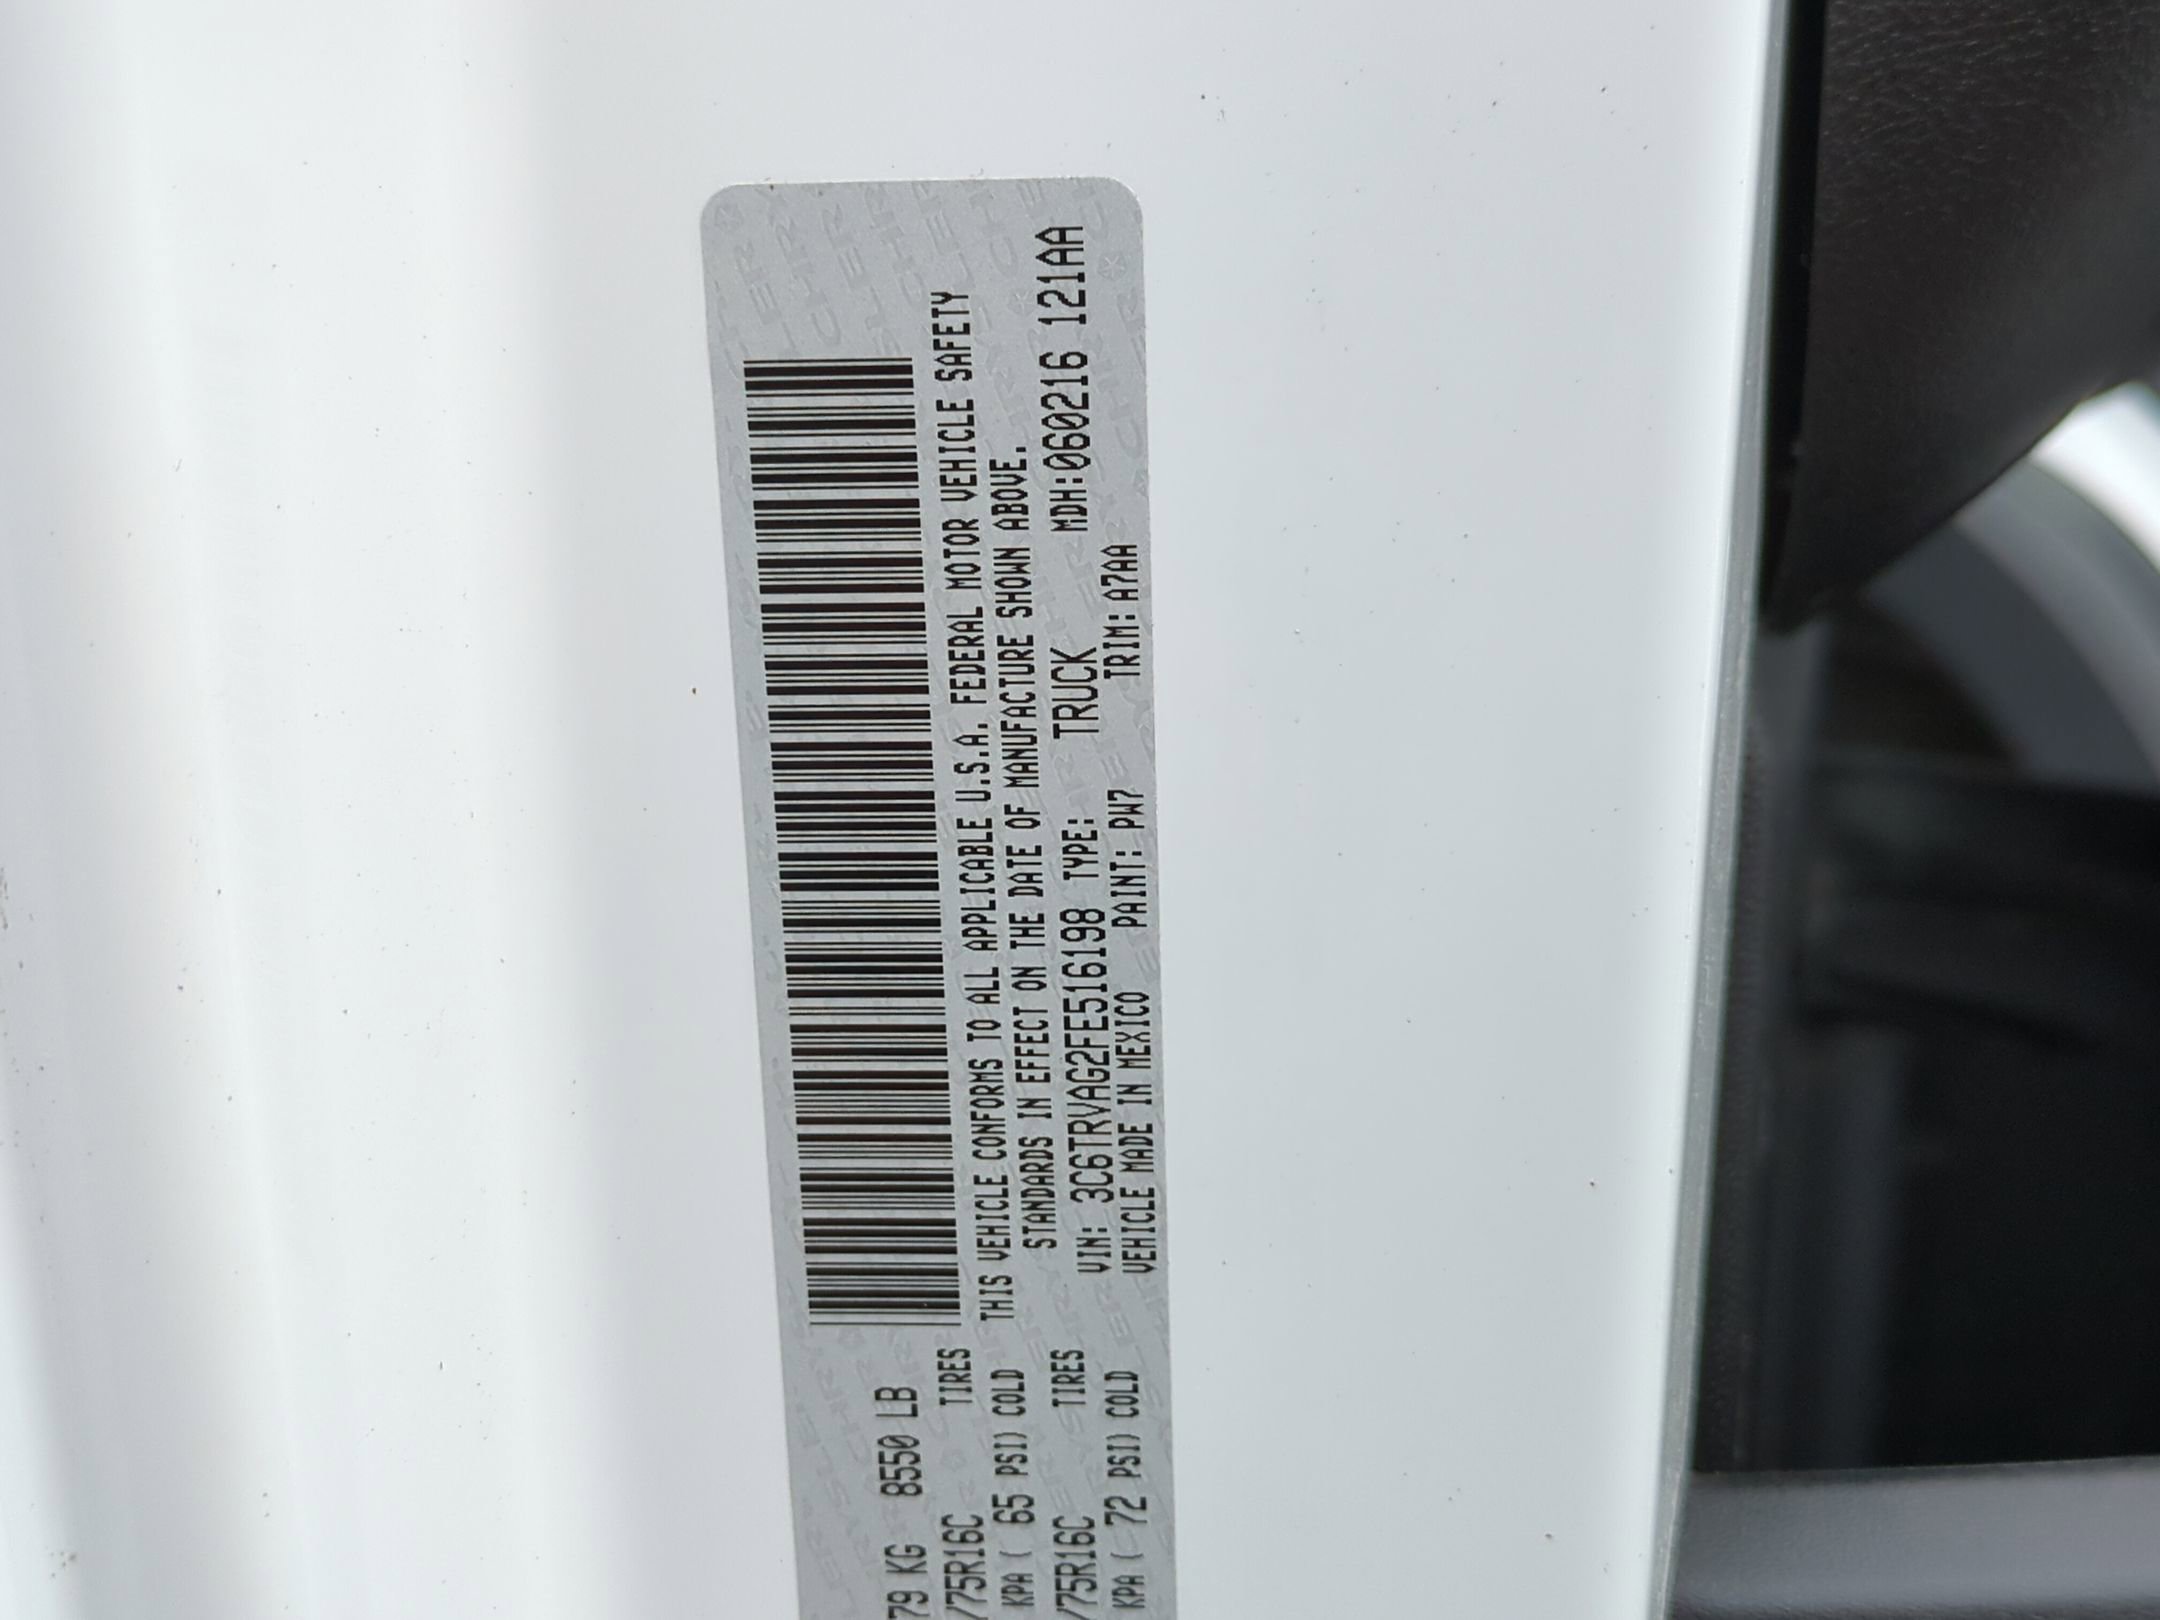 79 KG 8550 LB
/75R16C TIRES
KPA ( 65 PSI) COLD
/75R16C TIRES
KPA ( 72 PSI) COLD
THIS VEHICLE CONFORMS TO ALL APPLICABLE U.S.A. FEDERAL MOTOR VEHICLE SAFETY
STANDARDS IN EFFECT ON THE DATE OF MANUFACTURE SHOWN ABOVE.
VIN: 3C6TRVAG2FE516198 TYPE: TRUCK MDH:060216 121AA
VEHICLE MADE IN MEXICO PAINT: PW7 TRIM: A7AA